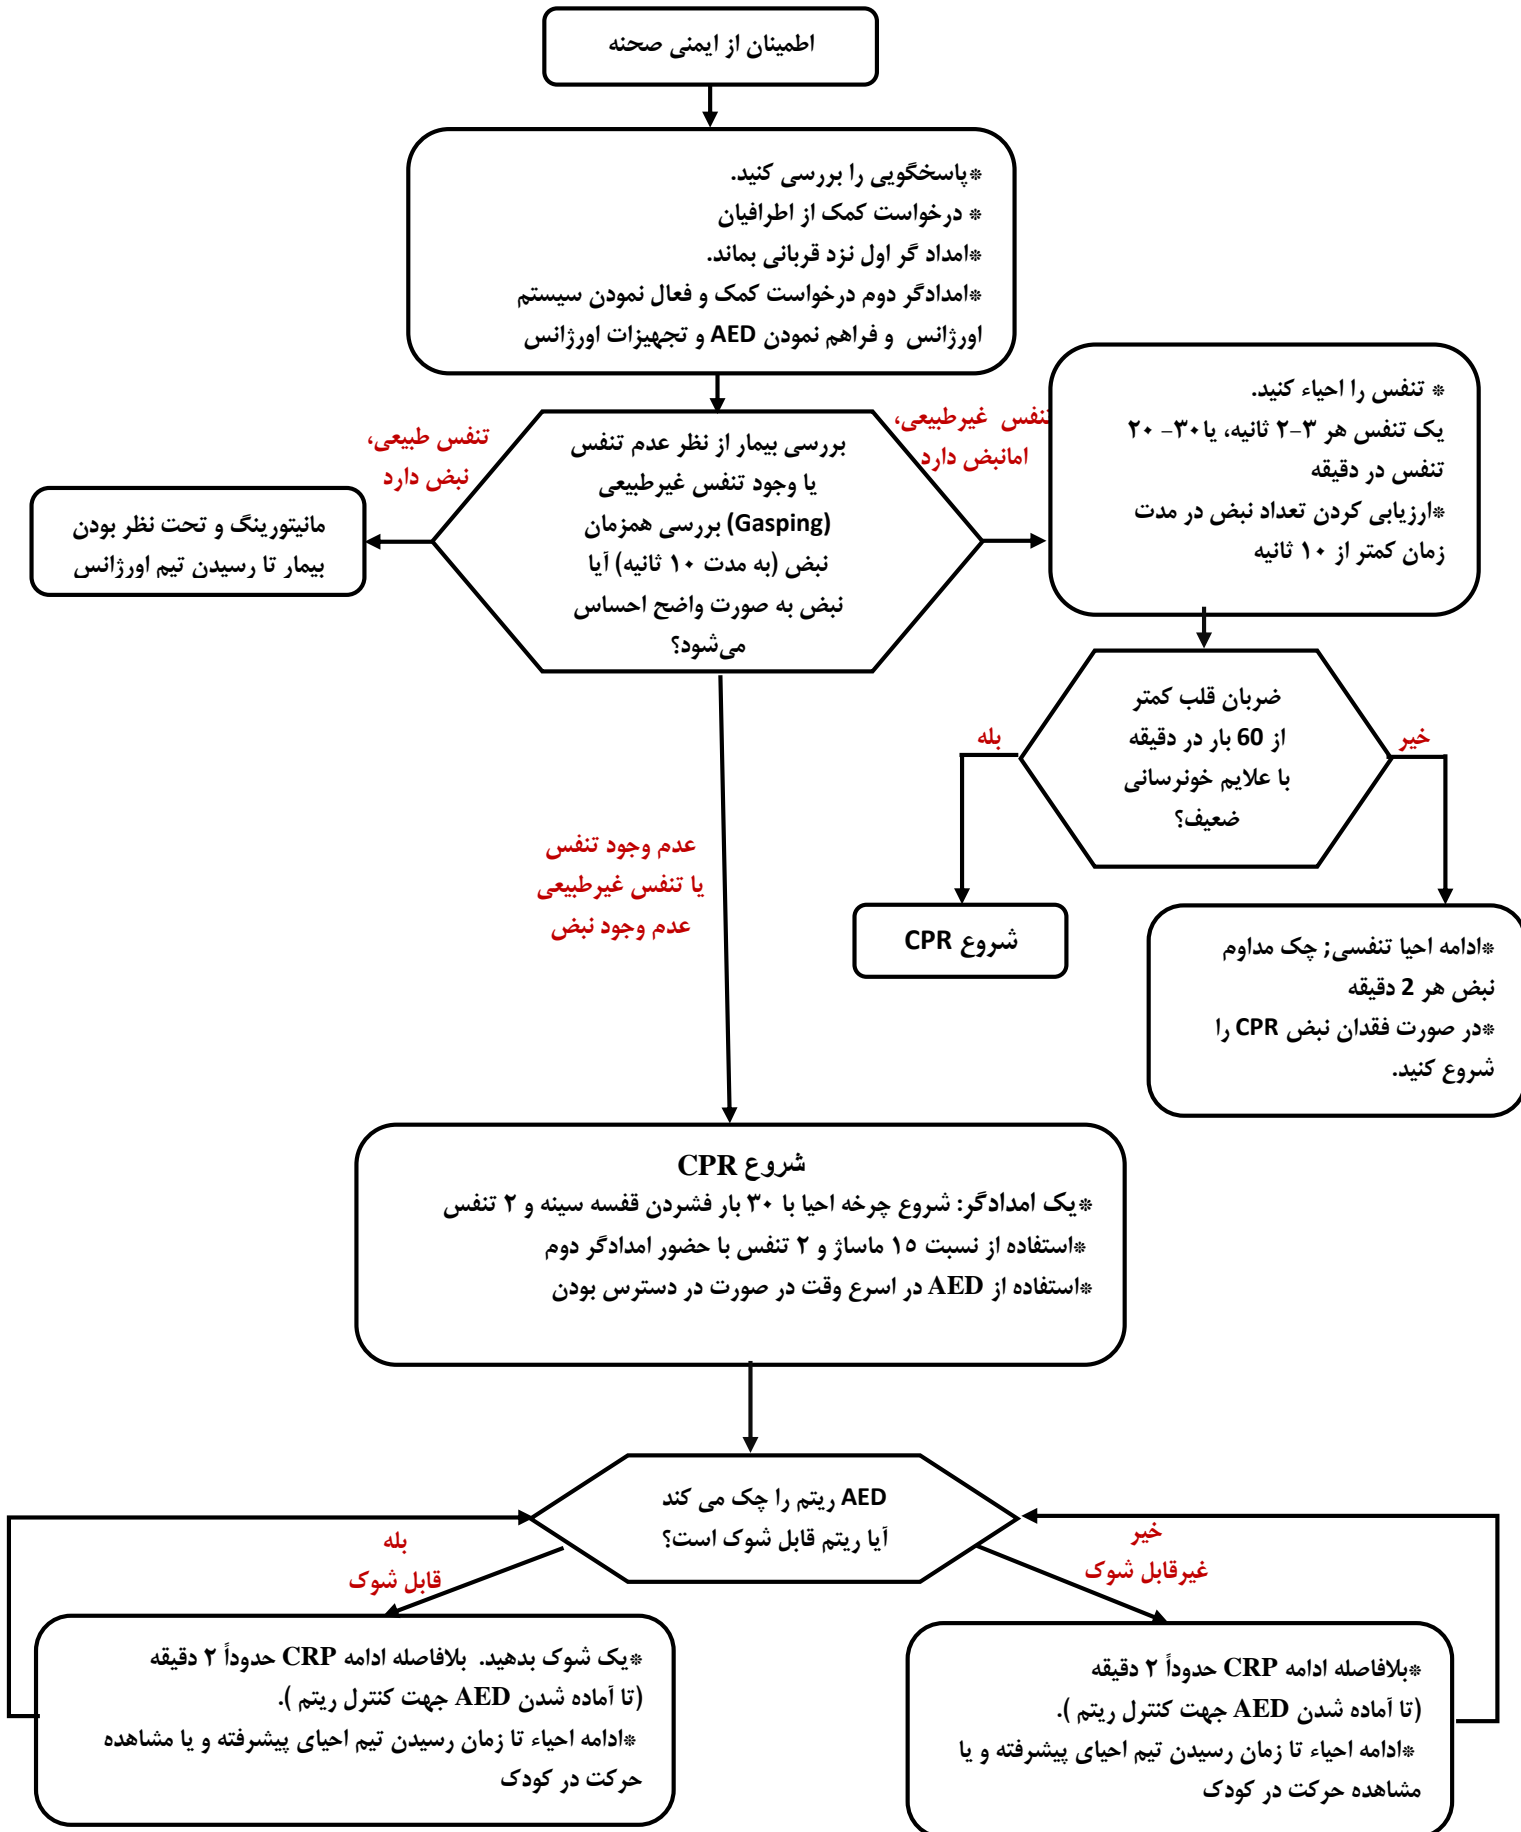 اطمینان از ایمنی صحنه
*پاسخگویی را بررسی کنید.
* درخواست کمک از اطرافیان
*امداد گر اول نزد قربانی بماند.
*امدادگر دوم درخواست کمک و فعال نمودن سیستم
اورژانس و فراهم نمودن AED و تجهیزات اورژانس
تنفس غیرطبیعی،
امانبض دارد
تنفس طبیعی،
نبض دارد
* تنفس را احیاء کنید.
یک تنفس هر ۳-۲ ثانیه، یا۳۰- ۲۰
تنفس در دقیقه
*ارزیابی کردن تعداد نبض در مدت
زمان کمتر از ۱۰ ثانیه
بررسی بیمار از نظر عدم تنفس
یا وجود تنفس غیرطبیعی
(Gasping) بررسی همزمان
نبض (به مدت ۱۰ ثانیه) آیا
نبض به صورت واضح احساس
می‌شود؟
مانیتورینگ و تحت نظر بودن
بیمار تا رسیدن تیم اورژانس
ضربان قلب کمتر
از 60 بار در دقیقه
با علایم خونرسانی
ضعیف؟
خیر
بله
عدم وجود تنفس
یا تنفس غیرطبیعی
عدم وجود نبض
شروع CPR
*ادامه احیا تنفسی; چک مداوم
نبض هر 2 دقیقه
*در صورت فقدان نبض CPR را
شروع کنید.
شروع CPR
*یک امدادگر: شروع چرخه احیا با ۳۰ بار فشردن قفسه سینه و ۲ تنفس
*استفاده از نسبت ۱۵ ماساژ و ۲ تنفس با حضور امدادگر دوم
*استفاده از AED در اسرع وقت در صورت در دسترس بودن
AED ریتم را چک می کند
آیا ریتم قابل شوک است؟
خیر
غیرقابل شوک
بله
قابل شوک
*بلافاصله ادامه CRP حدوداً ۲ دقیقه
(تا آماده شدن AED جهت کنترل ریتم ).
*ادامه احیاء تا زمان رسیدن تیم احیای پیشرفته و یا
مشاهده حرکت در کودک
*یک شوک بدهید. بلافاصله ادامه CRP حدوداً ۲ دقیقه
(تا آماده شدن AED جهت کنترل ریتم ).
*ادامه احیاء تا زمان رسیدن تیم احیای پیشرفته و یا مشاهده
حرکت در کودک